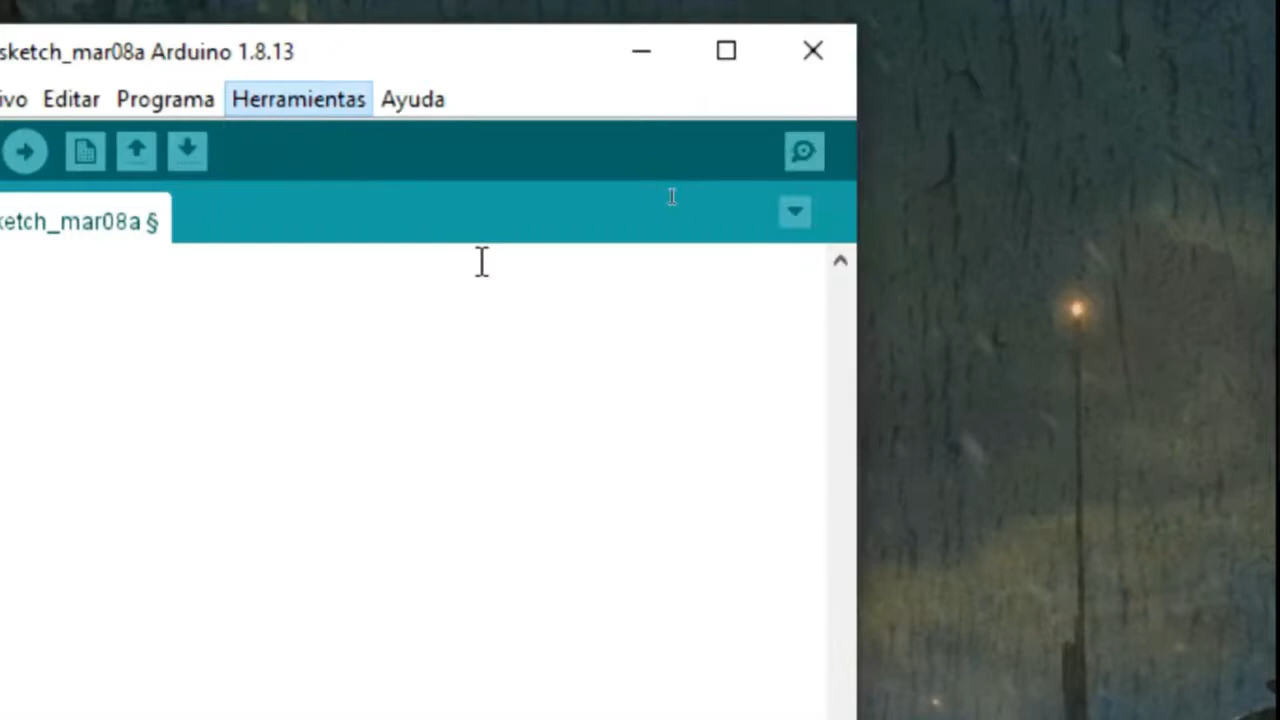 sketch_mar08a Arduino 1.8.13
ivo Editar Programa Herramientas Ayuda
ketch_mar08a §